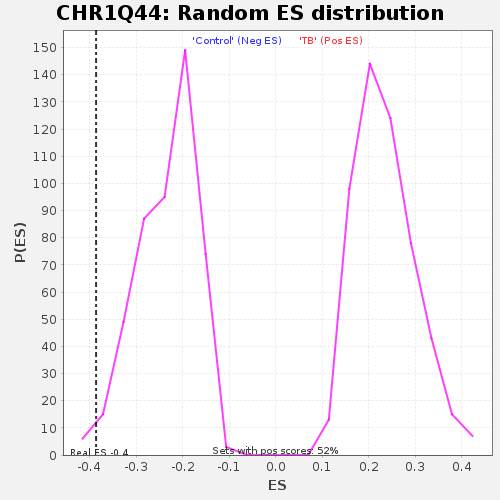 CHR1Q44: Random ES distribution
'Control' (Neg ES) 'TB' (Pos ES)
150
140
130
120
110
100
90
80
70
60
50
40
30
20
10
0
P(ES)
Real ES -0.4
Sets with pos scores: 52%
-0.4 -0.3 -0.2 -0.1 0.0 0.1 0.2 0.3 0.4
ES